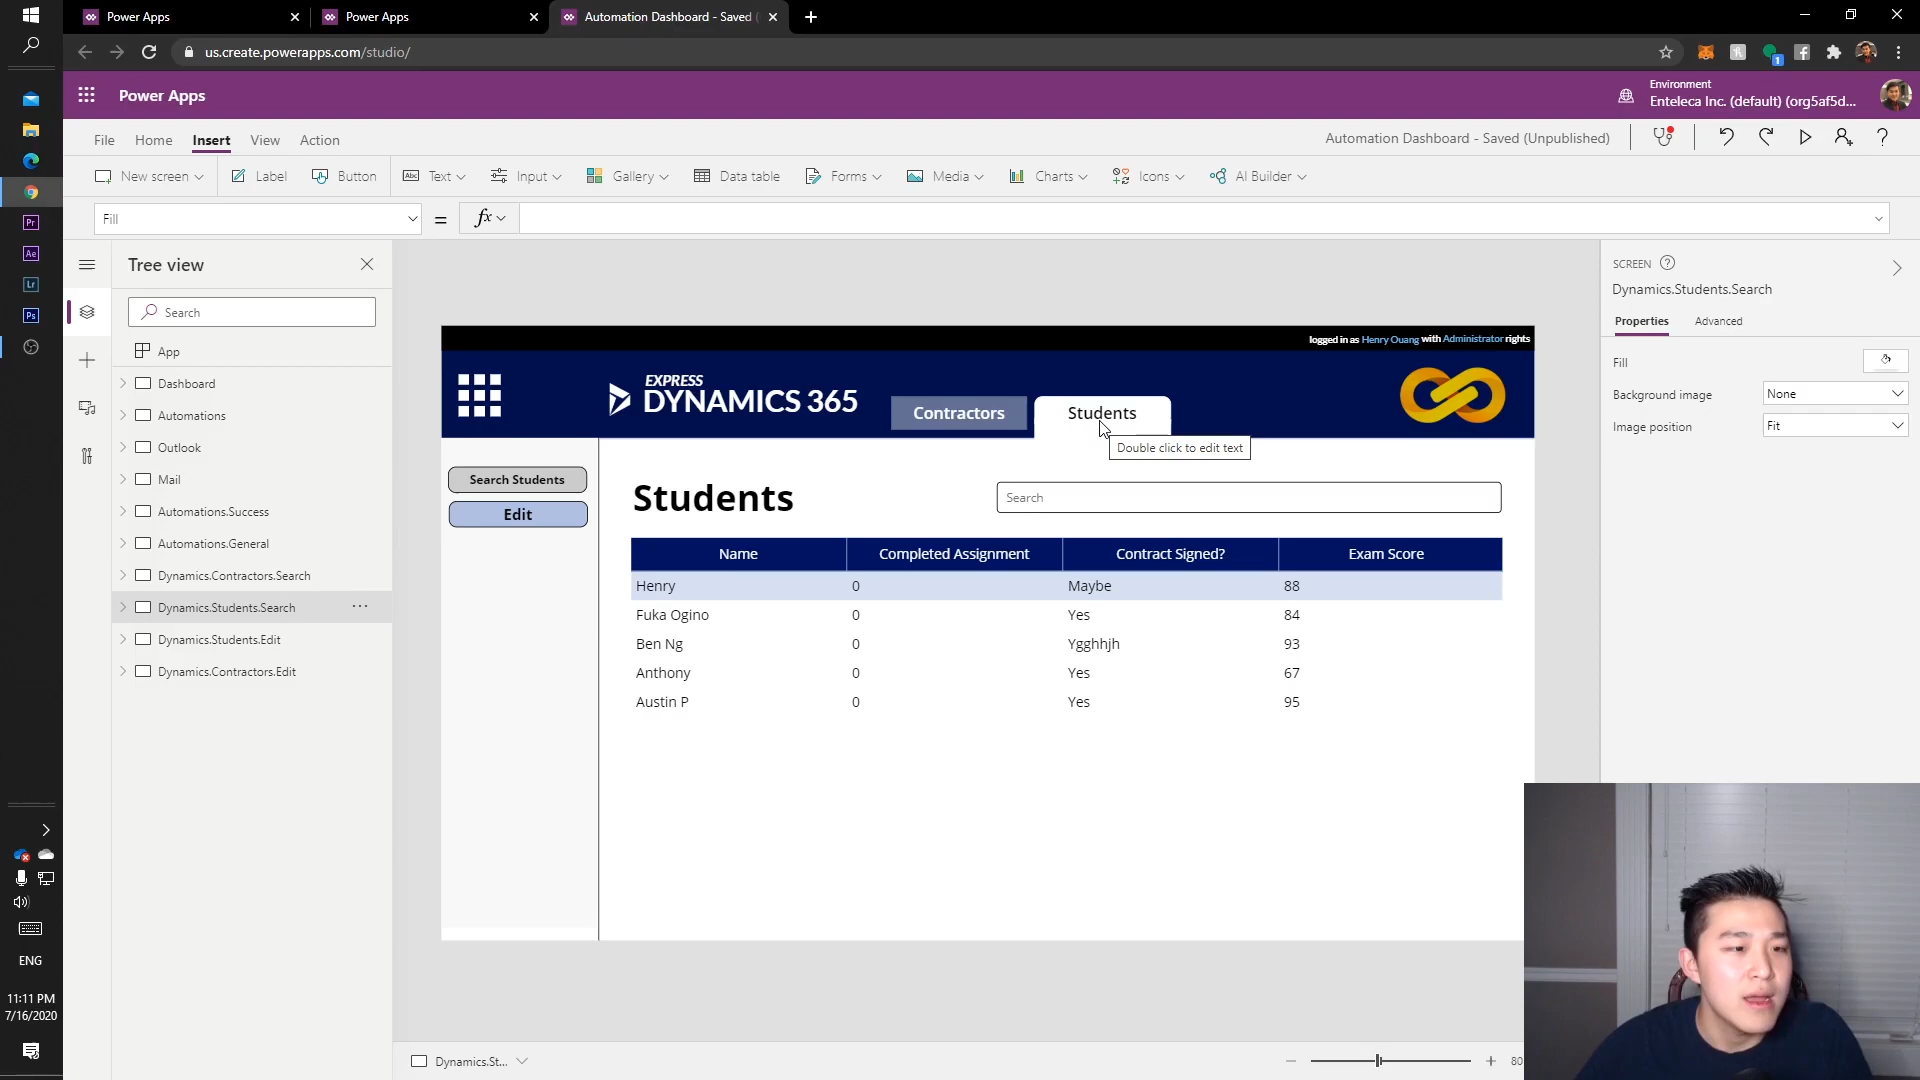 Power Apps
Power Apps
Automation Dashboard - Saved (
us.create.powerapps.com/studio/
Power Apps
Environment
Enteleca Inc. (default) (org5af5d...
File Home Insert View Action
Automation Dashboard - Saved (Unpublished)
New screen Label Button Text Input Gallery Data table Forms Media Charts Icons AI Builder
Fill = fx
Tree view
Search
App
Dashboard
Automations
Outlook
Mail
Automations.Success
Automations.General
Dynamics.Contractors.Search
Dynamics.Students.Search
Dynamics.Students.Edit
Dynamics.Contractors.Edit
logged in as Henry Ouang with Administrator rights
EXPRESS
DYNAMICS 365
Contractors
Students
Double click to edit text
Search Students
Edit
Students
Search
Name Completed Assignment Contract Signed? Exam Score
Henry 0 Maybe 88
Fuka Ogino 0 Yes 84
Ben Ng 0 Ygghhjh 93
Anthony 0 Yes 67
Austin P 0 Yes 95
SCREEN
Dynamics.Students.Search
Properties Advanced
Fill
Background image None
Image position Fit
Dynamics.St...
80
Pr
Ae
Lr
Ps
ENG
11:11 PM
7/16/2020